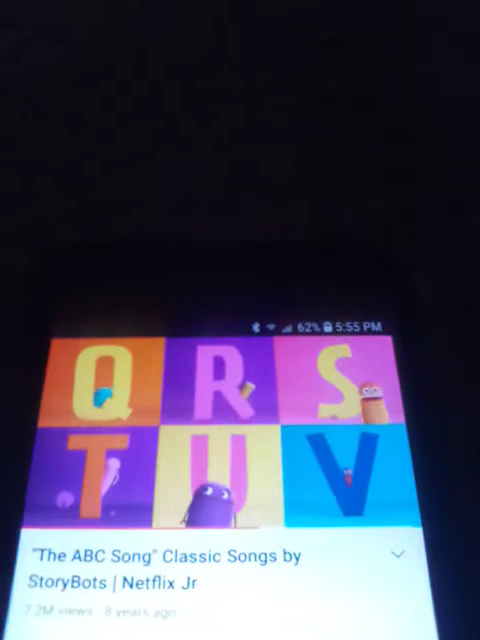 62% 5:55 PM
Q R S
T U V
"The ABC Song" Classic Songs by
StoryBots | Netflix Jr
7.2M views 8 years ago